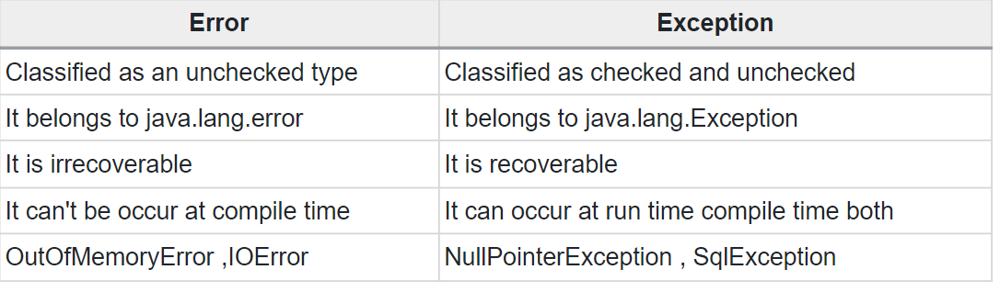 Error Exception
Classified as an unchecked type Classified as checked and unchecked
It belongs to java.lang.error It belongs to java.lang.Exception
It is irrecoverable It is recoverable
It can't be occur at compile time It can occur at run time compile time both
OutOfMemoryError ,IOError NullPointerException , SqlException